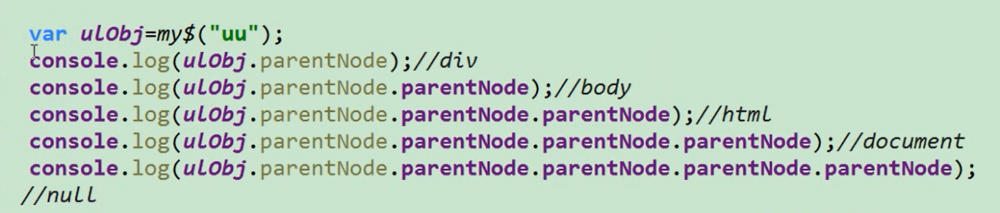 var ulObj=my$("uu");
console.log(ulObj.parentNode);//div
console.log(ulObj.parentNode.parentNode);//body
console.log(ulObj.parentNode.parentNode.parentNode);//html
console.log(ulObj.parentNode.parentNode.parentNode.parentNode);//document
console.log(ulObj.parentNode.parentNode.parentNode.parentNode.parentNode);
//null